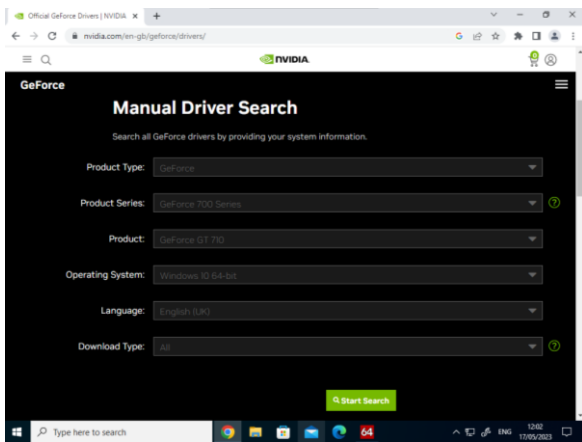 Official GeForce Drivers | NVIDIA
nvidia.com/en-gb/geforce/drivers/
NVIDIA
0
GeForce
Manual Driver Search
Search all GeForce drivers by providing your system information.
Product Type: GeForce
Product Series: GeForce 700 Series
Product: GeForce GT 710
Operating System: Windows 10 64-bit
Language: English (UK)
Download Type: All
Start Search
Type here to search
64
ENG
12:02
17/05/2023